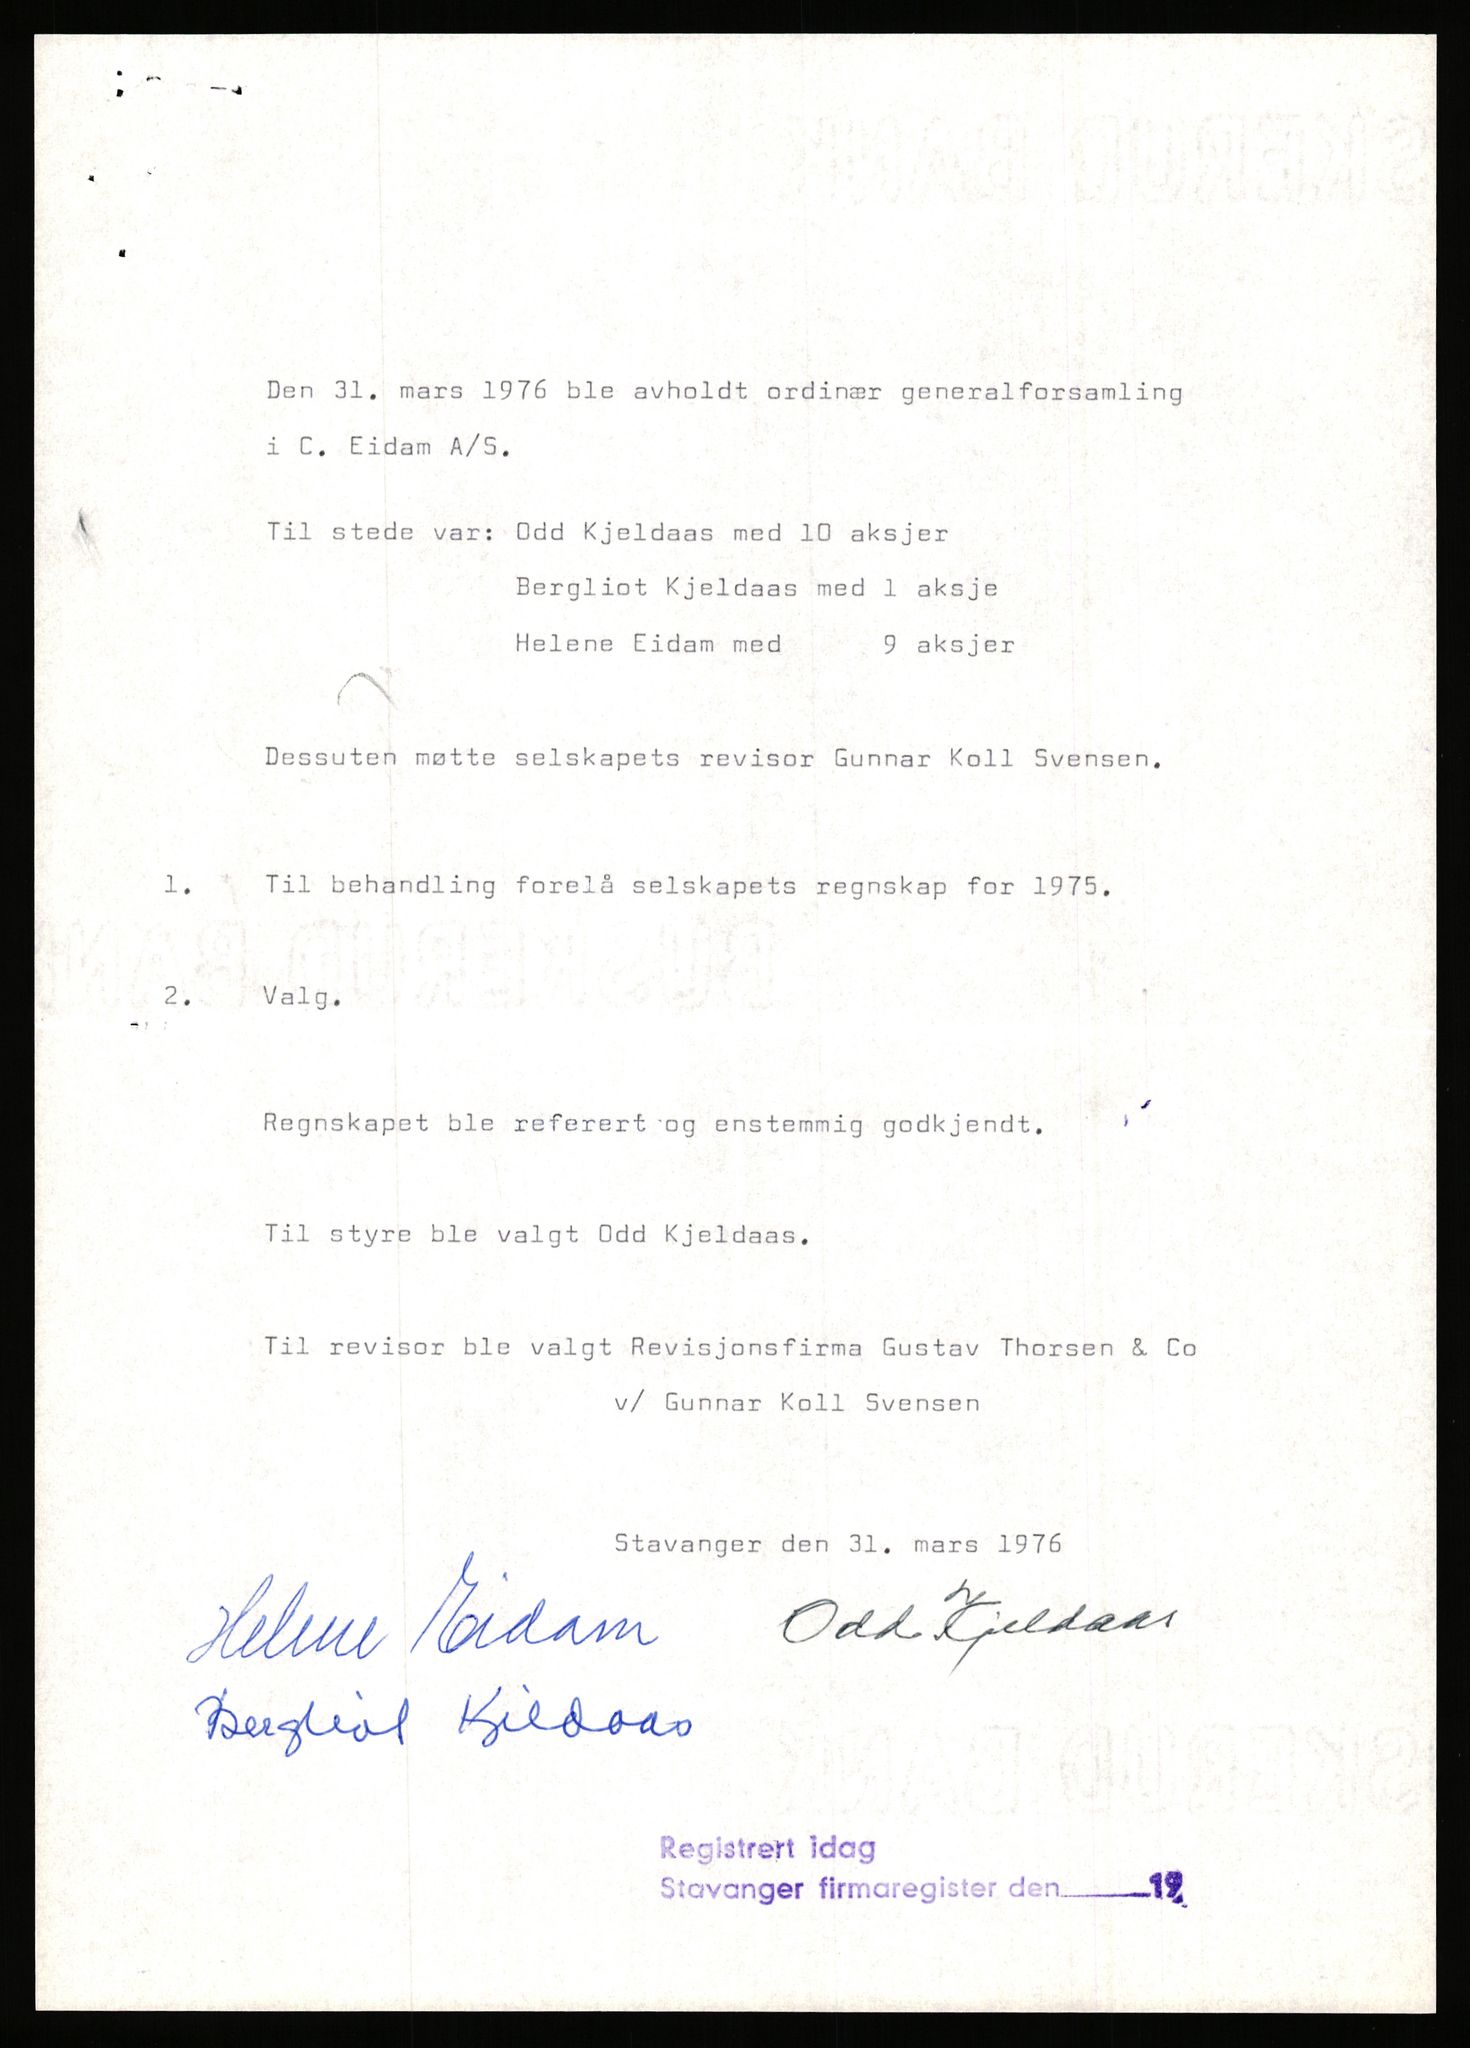 Den 31. mars 1976 ble avholdt ordinær generalforsamling
i C. Eidam A/S.
Til stede var: Odd Kjeldaas med 10 aksjer
Bergliot Kjeldaas med 1 aksje
Helene Eidam med 9 aksjer
Dessuten møtte selskapets revisor Gunnar Koll Svensen.
1. Til behandling forelå selskapets regnskap for 1975.
2. Valg.
Regnskapet ble referert og enstemmig godkjendt.
Til styre ble valgt Odd Kjeldaas.
Til revisor ble valgt Revisjonsfirma Gustav Thorsen & Co
v/ Gunnar Koll Svensen
Stavanger den 31. mars 1976
Helene Eidam Odd Kjeldaas
Bergliot Kjeldaas
Registrert idag
Stavanger firmaregister den 19